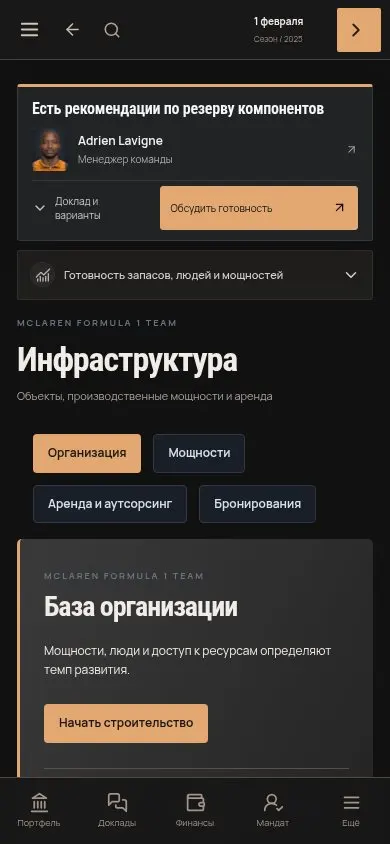 1 февраля
Сезон / 2025
Есть рекомендации по резерву компонентов
Adrien Lavigne
Менеджер команды
Доклад и
варианты
Обсудить готовность
Готовность запасов, людей и мощностей
MCLAREN FORMULA 1 TEAM
Инфраструктура
Объекты, производственные мощности и аренда
Организация
Мощности
Аренда и аутсорсинг
Бронирования
MCLAREN FORMULA 1 TEAM
База организации
Мощности, люди и доступ к ресурсам определяют
темп развития.
Начать строительство
Портфель
Доклады
Финансы
Мандат
Ещё